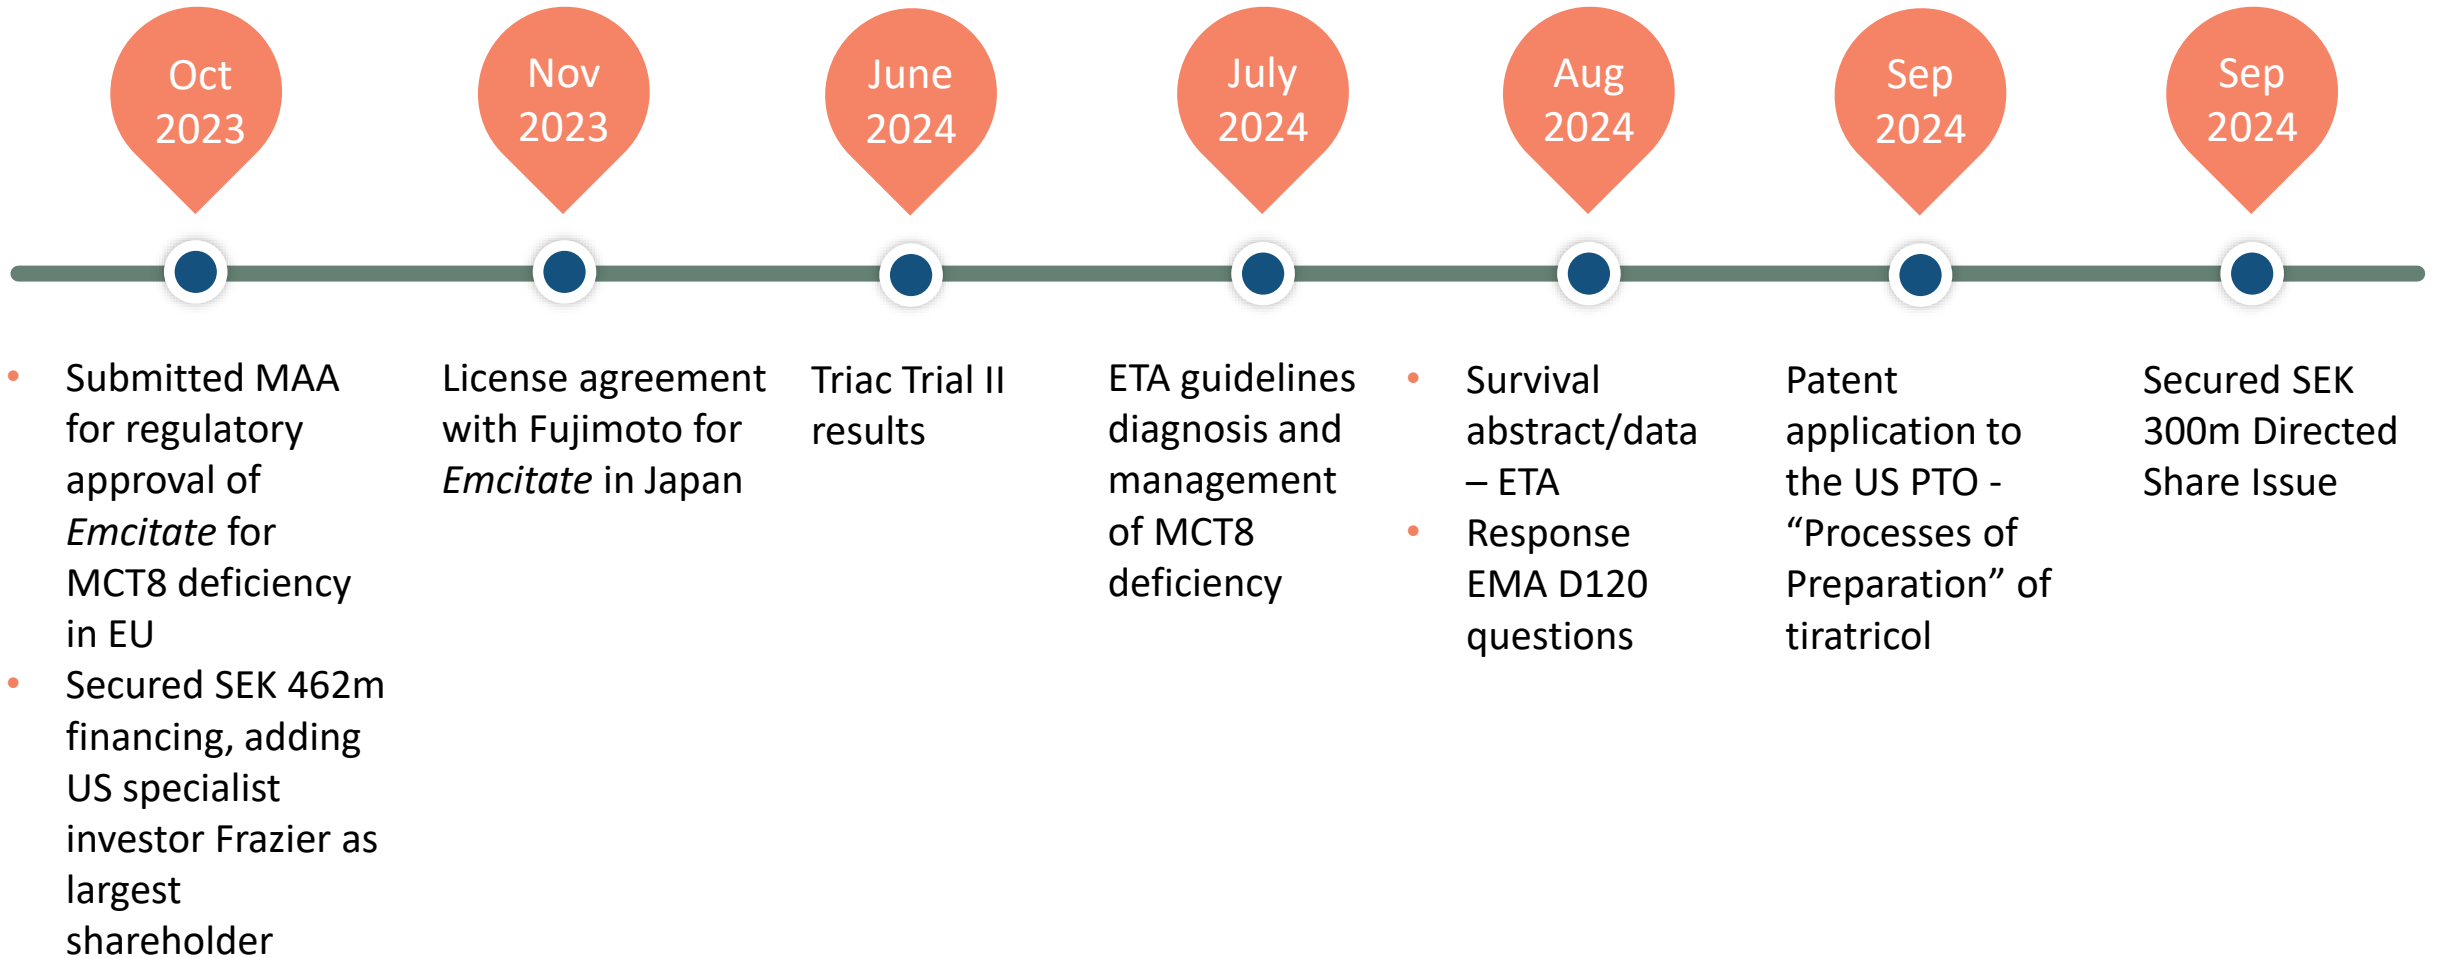 Oct
2023
Nov
2023
June
2024
July
2024
Aug
2024
Sep
2024
Sep
2024
• Submitted MAA
for regulatory
approval of
Emcitate for
MCT8 deficiency
in EU
• Secured SEK 462m
financing, adding
US specialist
investor Frazier as
largest
shareholder
License agreement
with Fujimoto for
Emcitate in Japan
Triac Trial II
results
ETA guidelines
diagnosis and
management
of MCT8
deficiency
• Survival
abstract/data
– ETA
• Response
EMA D120
questions
Patent
application to
the US PTO -
“Processes of
Preparation” of
tiratricol
Secured SEK
300m Directed
Share Issue